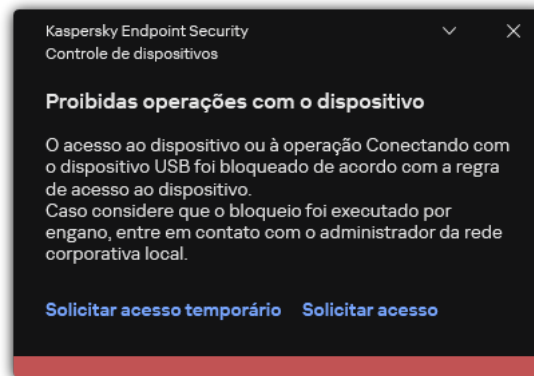 Kaspersky Endpoint Security
Controle de dispositivos
Proibidas operações com o dispositivo
O acesso ao dispositivo ou à operação Conectando com
o dispositivo USB foi bloqueado de acordo com a regra
de acesso ao dispositivo.
Caso considere que o bloqueio foi executado por
engano, entre em contato com o administrador da rede
corporativa local.
Solicitar acesso temporário Solicitar acesso